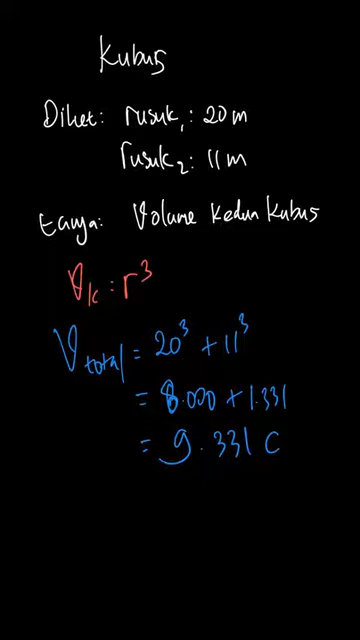 Kubus
Diket: rusuk₁: 20 m
rusuk₂: 11 m
tanya: Volume kedua kubus
Vₖ : r³
V total = 20³ + 11³
= 8.000 + 1.331
= 9.331 C